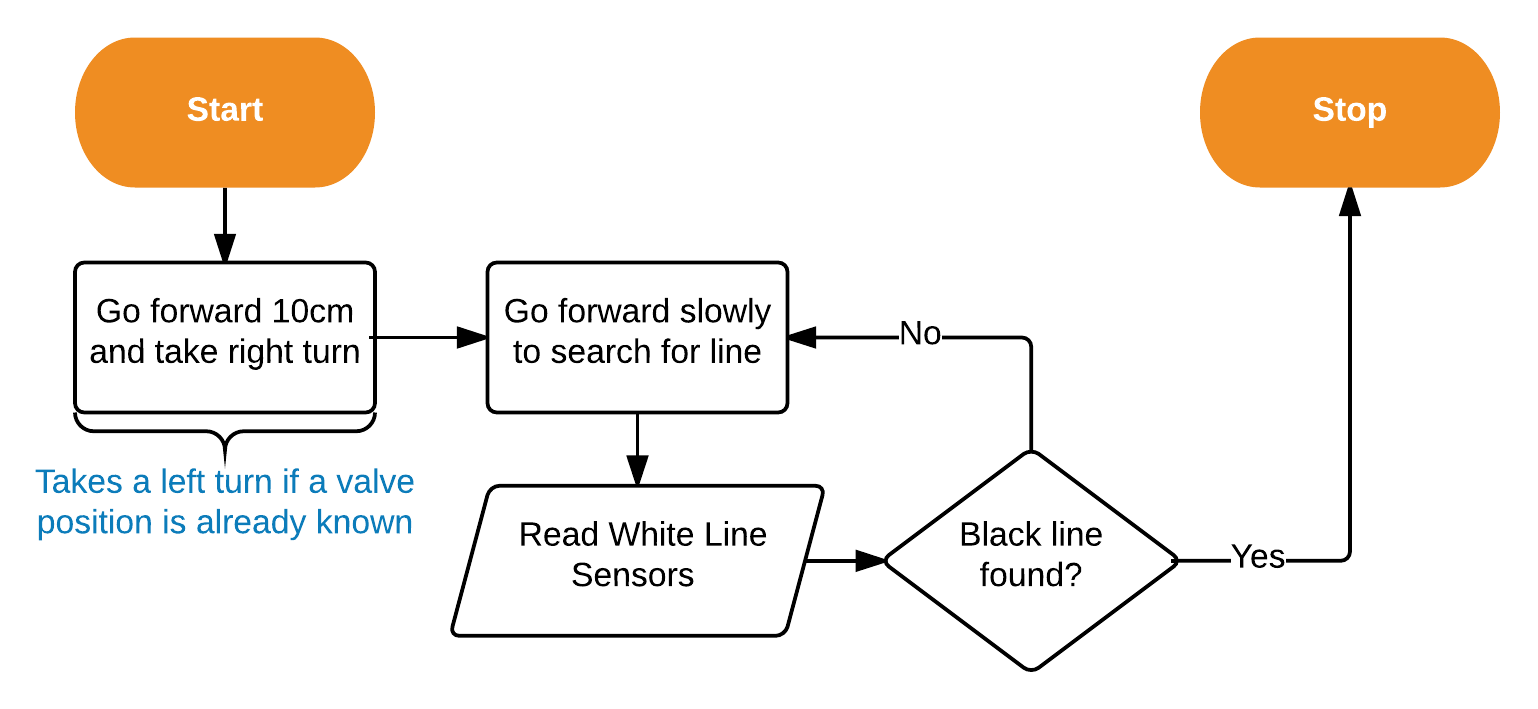 Start
Stop
Go forward 10cm
and take right turn
Go forward slowly
to search for line
No
Takes a left turn if a valve
position is already known
Read White Line
Sensors
Black line
found?
Yes